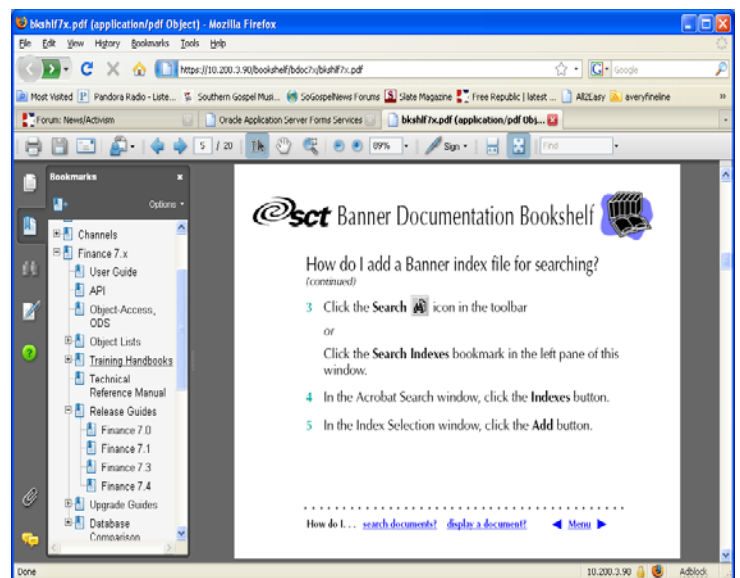 bkshlf7x.pdf (application/pdf Object) - Mozilla Firefox
File Edit View History Bookmarks Tools Help
https://10.200.3.90/bookshelf/bdoc7x/bkshlf7x.pdf
Google
Most Visited Pandora Radio - Liste... Southern Gospel Musi... SoGospelNews Forums Slate Magazine Free Republic | latest ... All2Easy averyfineline
Forum: News/Activism Oracle Application Server Forms Services bkshlf7x.pdf (application/pdf Obj...
5 / 20 89% Sign Find
Bookmarks
Options
Channels
Finance 7.x
User Guide
API
Object-Access,
ODS
Object Lists
Training Handbooks
Technical
Reference Manual
Release Guides
Finance 7.0
Finance 7.1
Finance 7.3
Finance 7.4
Upgrade Guides
Database
Comparison
sct Banner Documentation Bookshelf
How do I add a Banner index file for searching?
(continued)
3 Click the Search icon in the toolbar
or
Click the Search Indexes bookmark in the left pane of this
window.
4 In the Acrobat Search window, click the Indexes button.
5 In the Index Selection window, click the Add button.
How do I . . . search documents? display a document? Menu
Done
10.200.3.90 Adblock